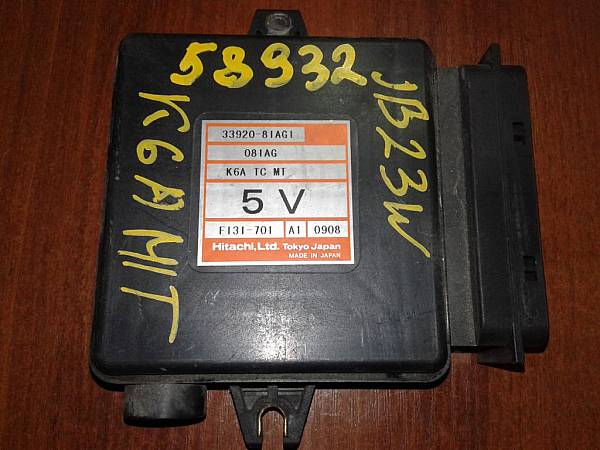 58932
JB23W
K6A MT
33920-81AG1
081AG
K6A TC MT
5 V
F131-701 A1 0908
Hitachi, Ltd. Tokyo Japan
MADE IN JAPAN